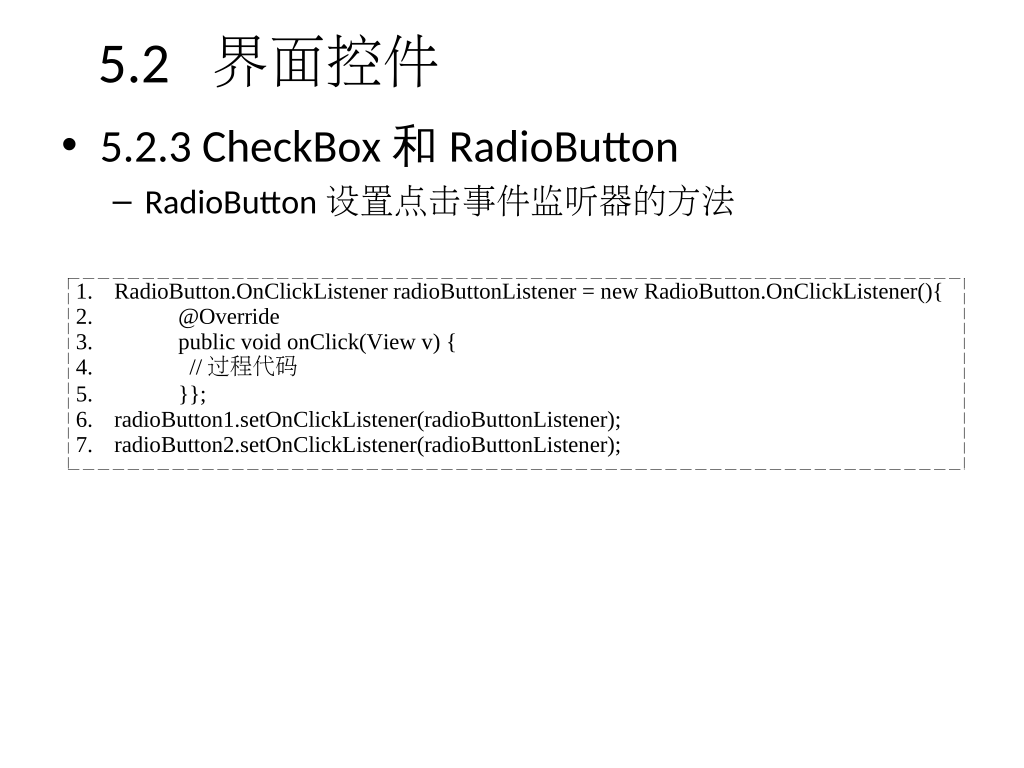 5.2 界面控件
• 5.2.3 CheckBox 和 RadioButton
– RadioButton 设置点击事件监听器的方法
1. RadioButton.OnClickListener radioButtonListener = new RadioButton.OnClickListener(){
2. @Override
3. public void onClick(View v) {
4. // 过程代码
5. }};
6. radioButton1.setOnClickListener(radioButtonListener);
7. radioButton2.setOnClickListener(radioButtonListener);